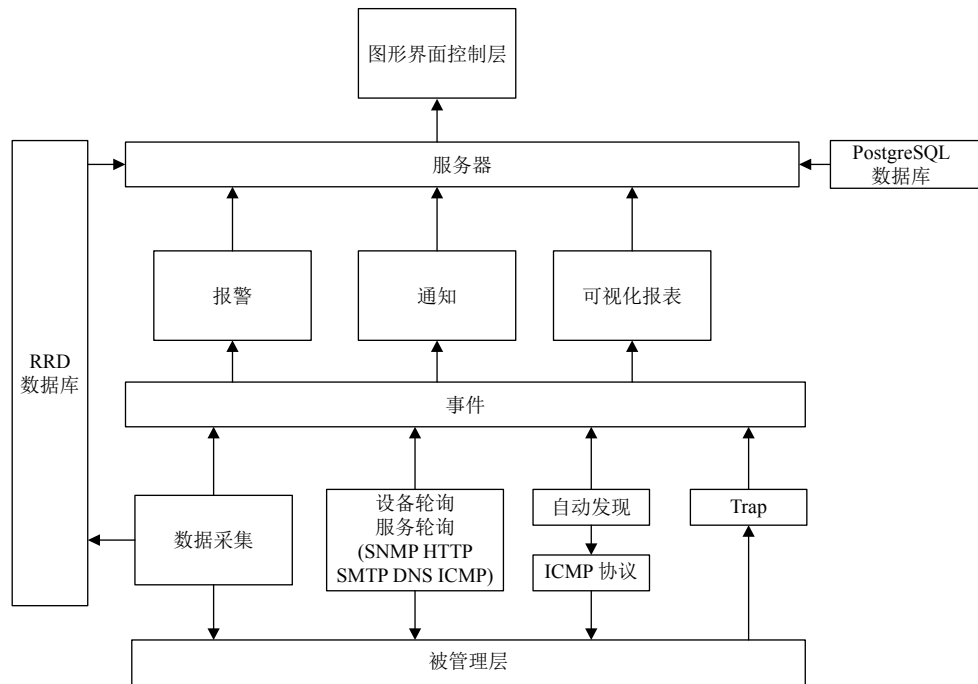 图形界面控制层
服务器
PostgreSQL
数据库
报警
通知
可视化报表
RRD
数据库
事件
数据采集
设备轮询
服务轮询
(SNMP HTTP
SMTP DNS ICMP)
自动发现
ICMP 协议
Trap
被管理层